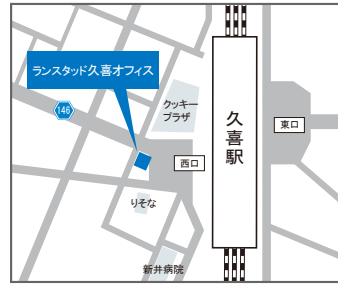 ランスタッド久喜オフィス
146
クッキー
プラザ
久喜駅
東口
西口
りそな
新井病院